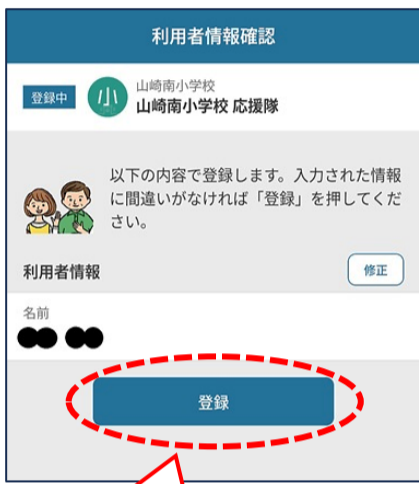 利用者情報確認
登録中
小
山崎南小学校
山崎南小学校 応援隊
以下の内容で登録します。入力された情報
に間違いがなければ「登録」を押してくだ
さい。
利用者情報
修正
名前
登録